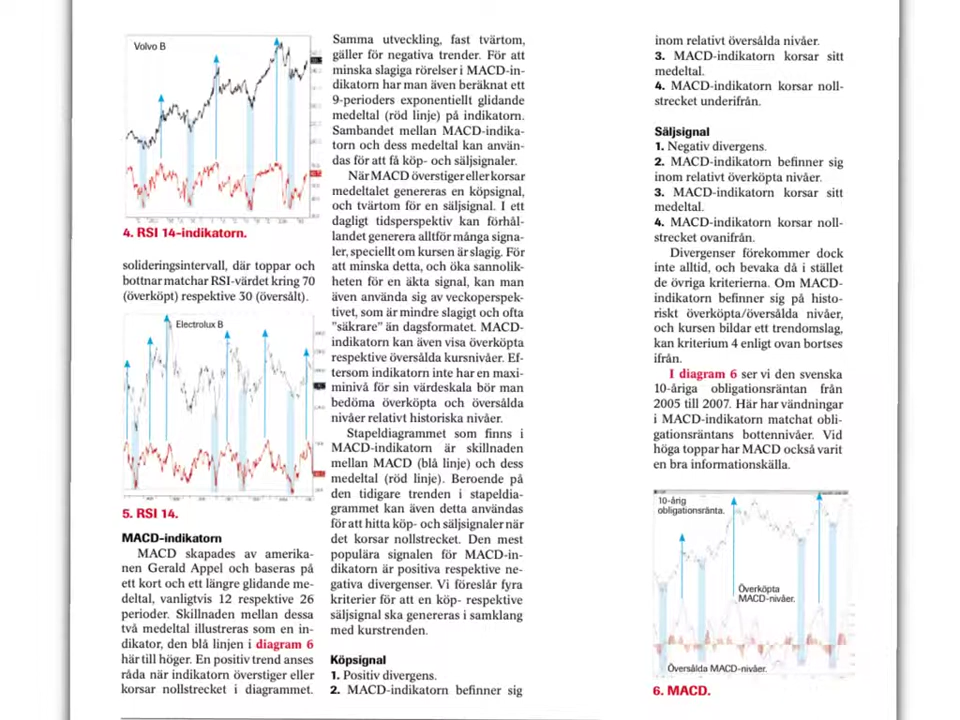 Volvo B
4. RSI 14-indikatorn.
solideringsintervall, där toppar och
bottnar matchar RSI-värdet kring 70
(överköpt) respektive 30 (översålt).
Electrolux B
5. RSI 14.
MACD-indikatorn
MACD skapades av amerika-
nen Gerald Appel och baseras på
ett kort och ett längre glidande me-
deltal, vanligtvis 12 respektive 26
perioder. Skillnaden mellan dessa
två medeltal illustreras som en in-
dikator, den blå linjen i diagram 6
här till höger. En positiv trend anses
råda när indikatorn överstiger eller
korsar nollstrecket i diagrammet.
Samma utveckling, fast tvärtom,
gäller för negativa trender. För att
minska slagiga rörelser i MACD-in-
dikatorn har man även beräknat ett
9-perioders exponentiellt glidande
medeltal (röd linje) på indikatorn.
Sambandet mellan MACD-indika-
torn och dess medeltal kan använ-
das för att få köp- och säljsignaler.
När MACD överstiger eller korsar
medeltalet genereras en köpsignal,
och tvärtom för en säljsignal. I ett
dagligt tidsperspektiv kan förhål-
landet generera alltför många signa-
ler, speciellt om kursen är slagig. För
att minska detta, och öka sannolik-
heten för en äkta signal, kan man
även använda sig av veckoperspek-
tivet, som är mindre slagigt och ofta
”säkrare” än dagsformatet. MACD-
indikatorn kan även visa överköpta
respektive översålda kursnivåer. Ef-
tersom indikatorn inte har en maxi-
minivå för sin värdeskala bör man
bedöma överköpta och översålda
nivåer relativt historiska nivåer.
Stapeldiagrammet som finns i
MACD-indikatorn är skillnaden
mellan MACD (blå linje) och dess
medeltal (röd linje). Beroende på
den tidigare trenden i stapeldia-
grammet kan även detta användas
för att hitta köp- och säljsignaler när
det korsar nollstrecket. Den mest
populära signalen för MACD-in-
dikatorn är positiva respektive ne-
gativa divergenser. Vi föreslår fyra
kriterier för att en köp- respektive
säljsignal ska genereras i samklang
med kurstrenden.
Köpsignal
1. Positiv divergens.
2. MACD-indikatorn befinner sig
inom relativt översålda nivåer.
3. MACD-indikatorn korsar sitt
medeltal.
4. MACD-indikatorn korsar noll-
strecket underifrån.
Säljsignal
1. Negativ divergens.
2. MACD-indikatorn befinner sig
inom relativt överköpta nivåer.
3. MACD-indikatorn korsar sitt
medeltal.
4. MACD-indikatorn korsar noll-
strecket ovanifrån.
Divergenser förekommer dock
inte alltid, och bevaka då i stället
de övriga kriterierna. Om MACD-
indikatorn befinner sig på histo-
riskt överköpta/översålda nivåer,
och kursen bildar ett trendomslag,
kan kriterium 4 enligt ovan bortses
ifrån.
I diagram 6 ser vi den svenska
10-åriga obligationsräntan från
2005 till 2007. Här har vändningar
i MACD-indikatorn matchat obli-
gationsräntans bottennivåer. Vid
höga toppar har MACD också varit
en bra informationskälla.
10-årig
obligationsränta.
Överköpta
MACD-nivåer.
Översålda MACD-nivåer.
6. MACD.